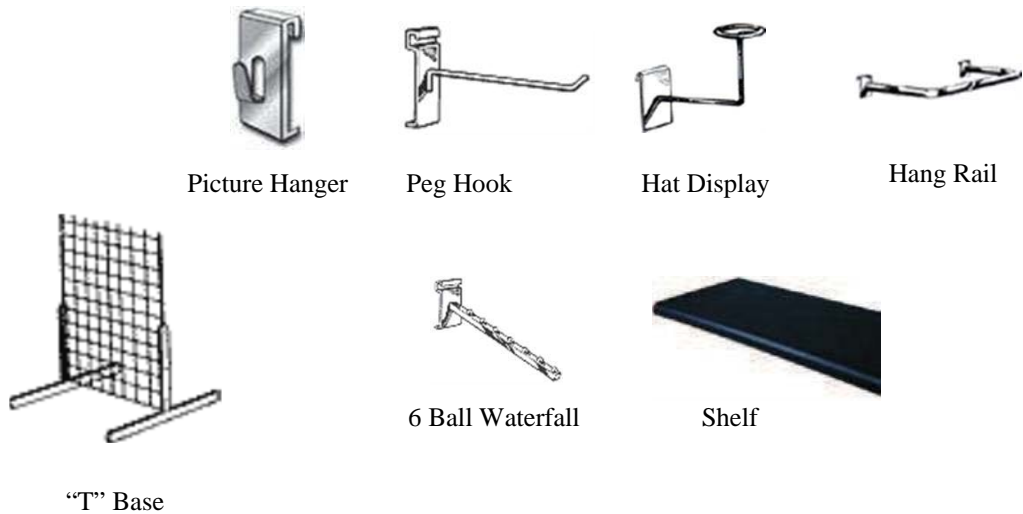 Picture Hanger
Peg Hook
Hat Display
Hang Rail
6 Ball Waterfall
Shelf
“T” Base